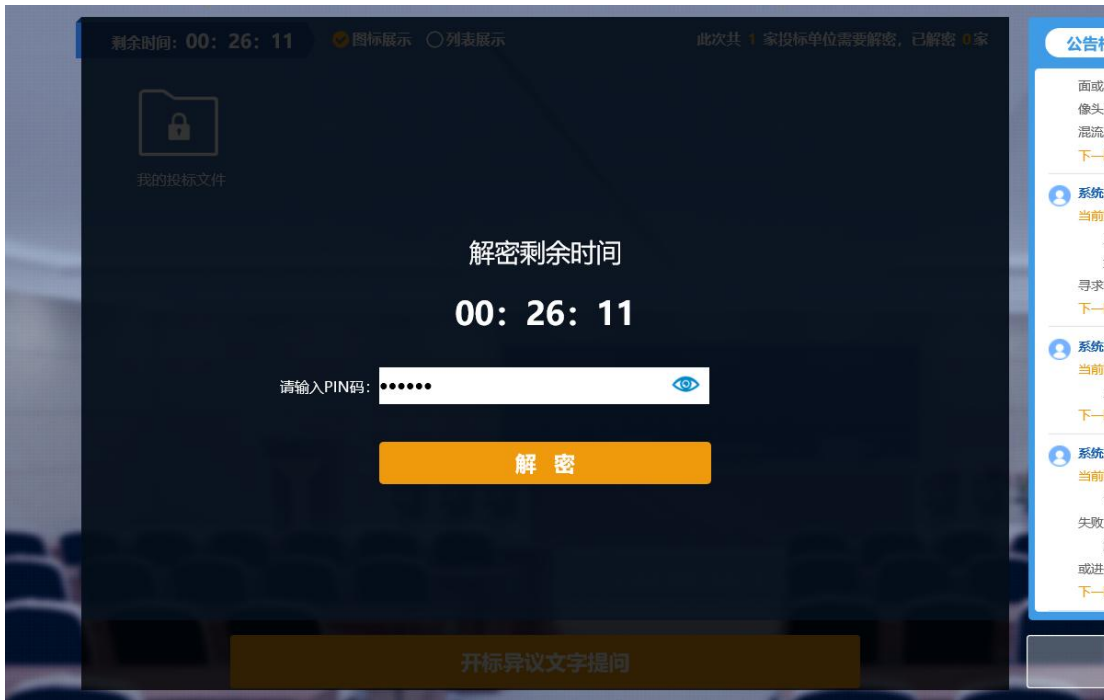 剩余时间：00：26：11
图标展示
列表展示
此次共 1 家投标单位需要解密，已解密 0 家
我的投标文件
解密剩余时间
00：26：11
请输入PIN码：
••••••
解 密
开标异议文字提问
公告
面或
像头
混流
下一
系统
当前
寻求
下一
系统
当前
下一
系统
当前
失败
或进
下一